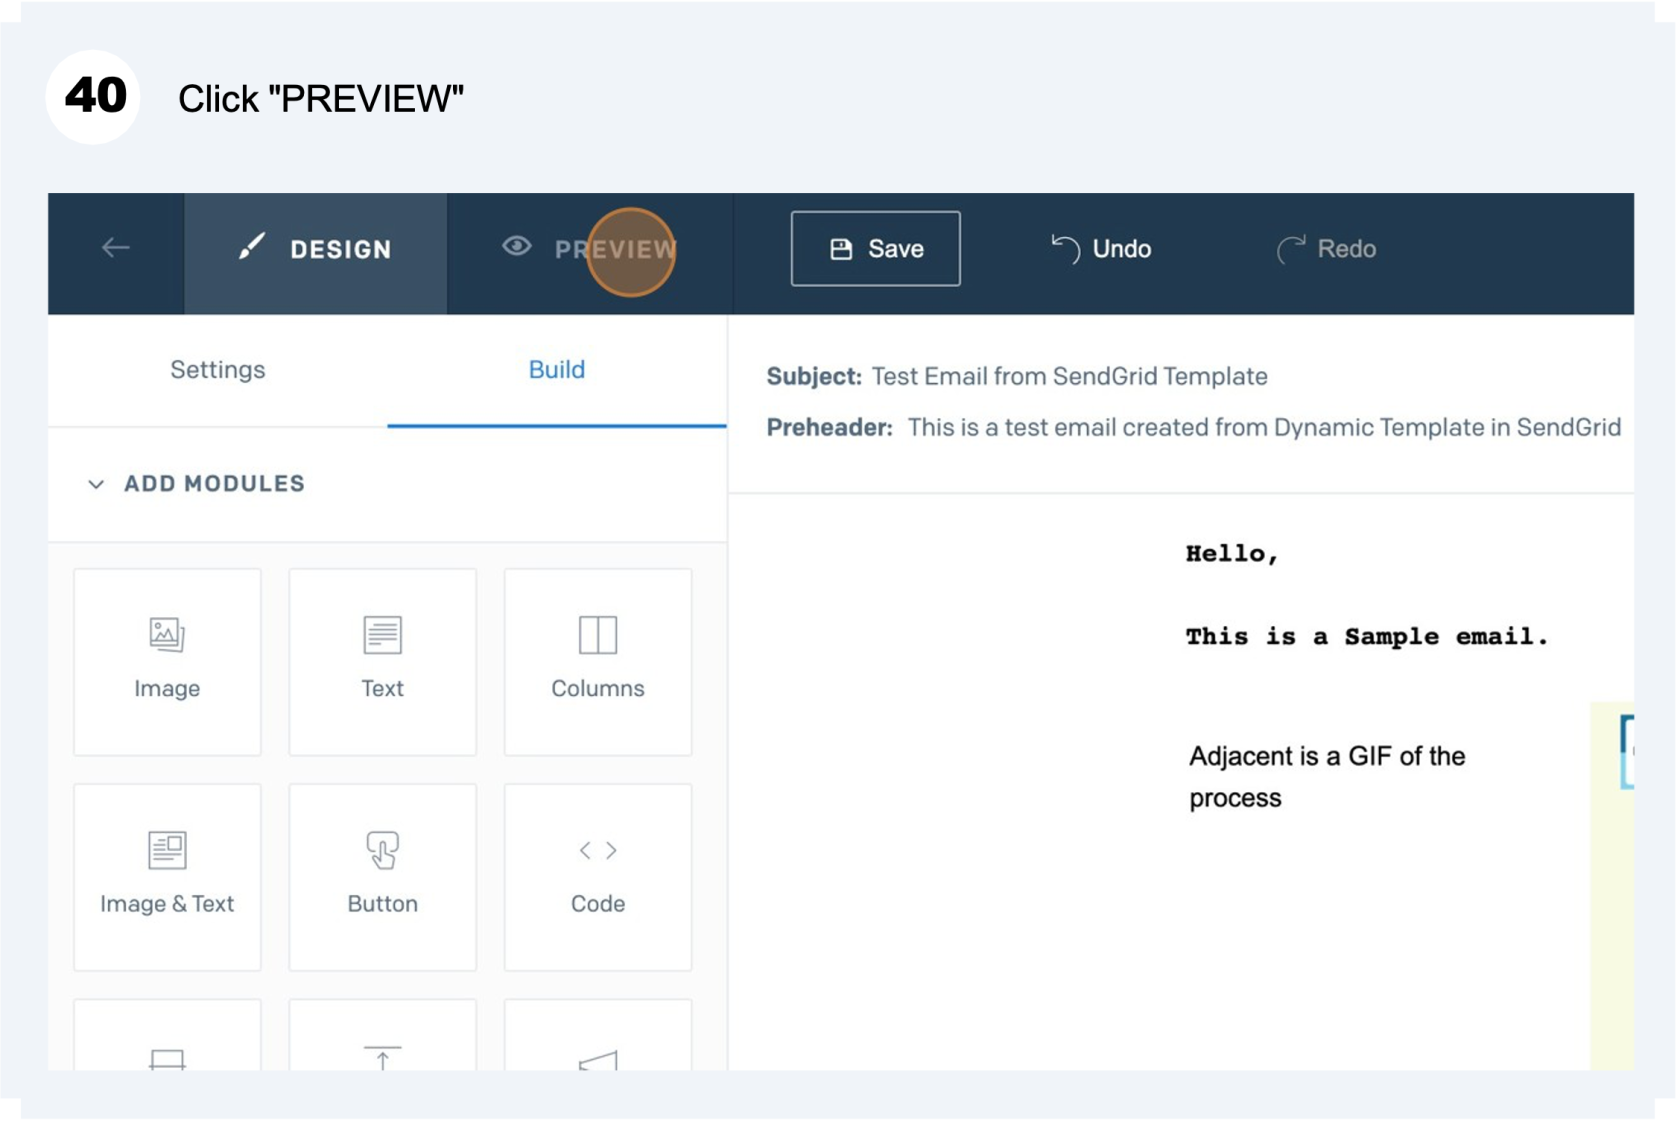 40 Click "PREVIEW"
DESIGN PREVIEW Save Undo Redo
Settings Build
Subject: Test Email from SendGrid Template
Preheader: This is a test email created from Dynamic Template in SendGrid
ADD MODULES
Hello,
This is a Sample email.
Image Text Columns
Adjacent is a GIF of the
process
Image & Text Button Code